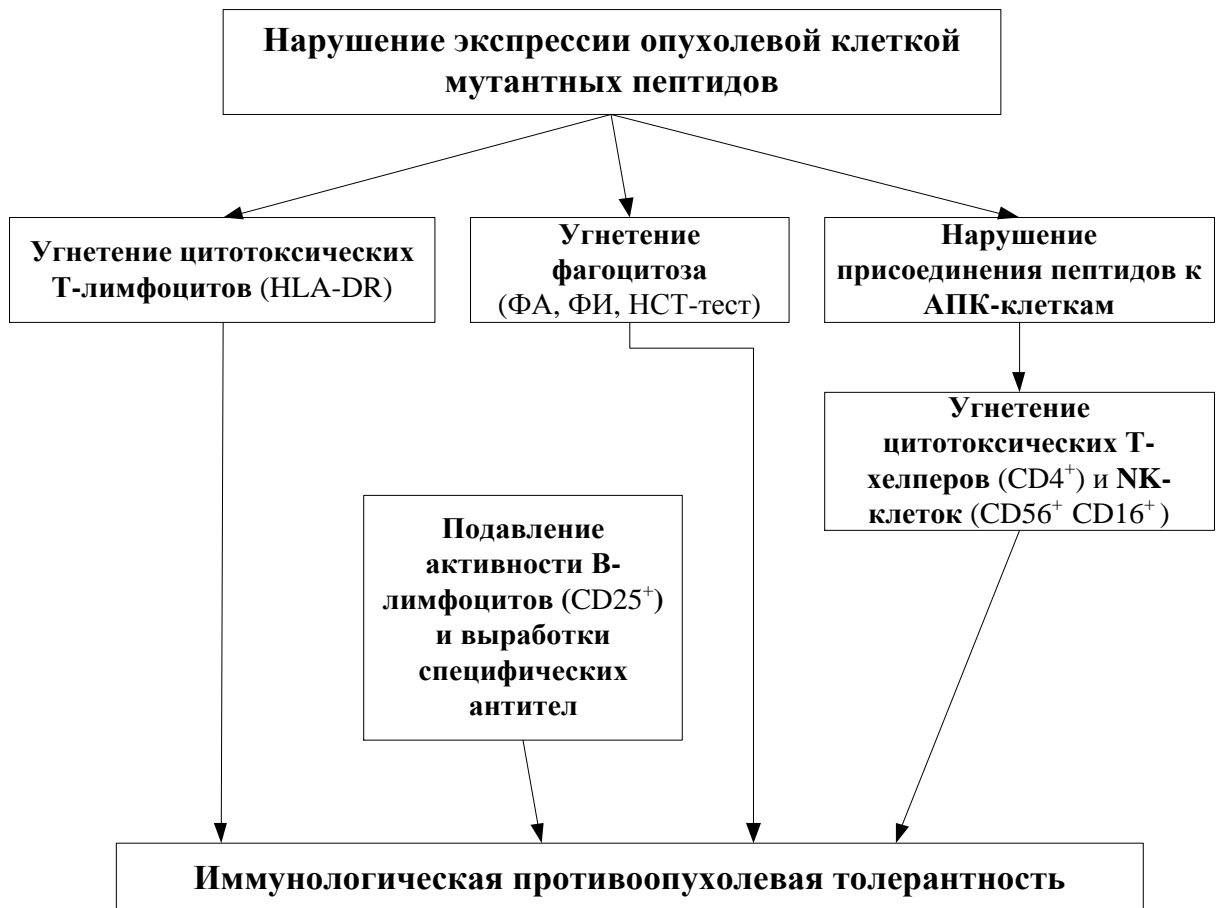 Нарушение экспрессии опухолевой клеткой
мутантных пептидов
Угнетение цитотоксических
Т-лимфоцитов (HLA-DR)
Угнетение
фагоцитоза
(ФА, ФИ, НСТ-тест)
Нарушение
присоединения пептидов к
АПК-клеткам
Угнетение
цитотоксических Т-
хелперов (CD4⁺) и NK-
клеток (CD56⁺ CD16⁺ )
Подавление
активности В-
лимфоцитов (CD25⁺)
и выработки
специфических
антител
Иммунологическая противоопухолевая толерантность